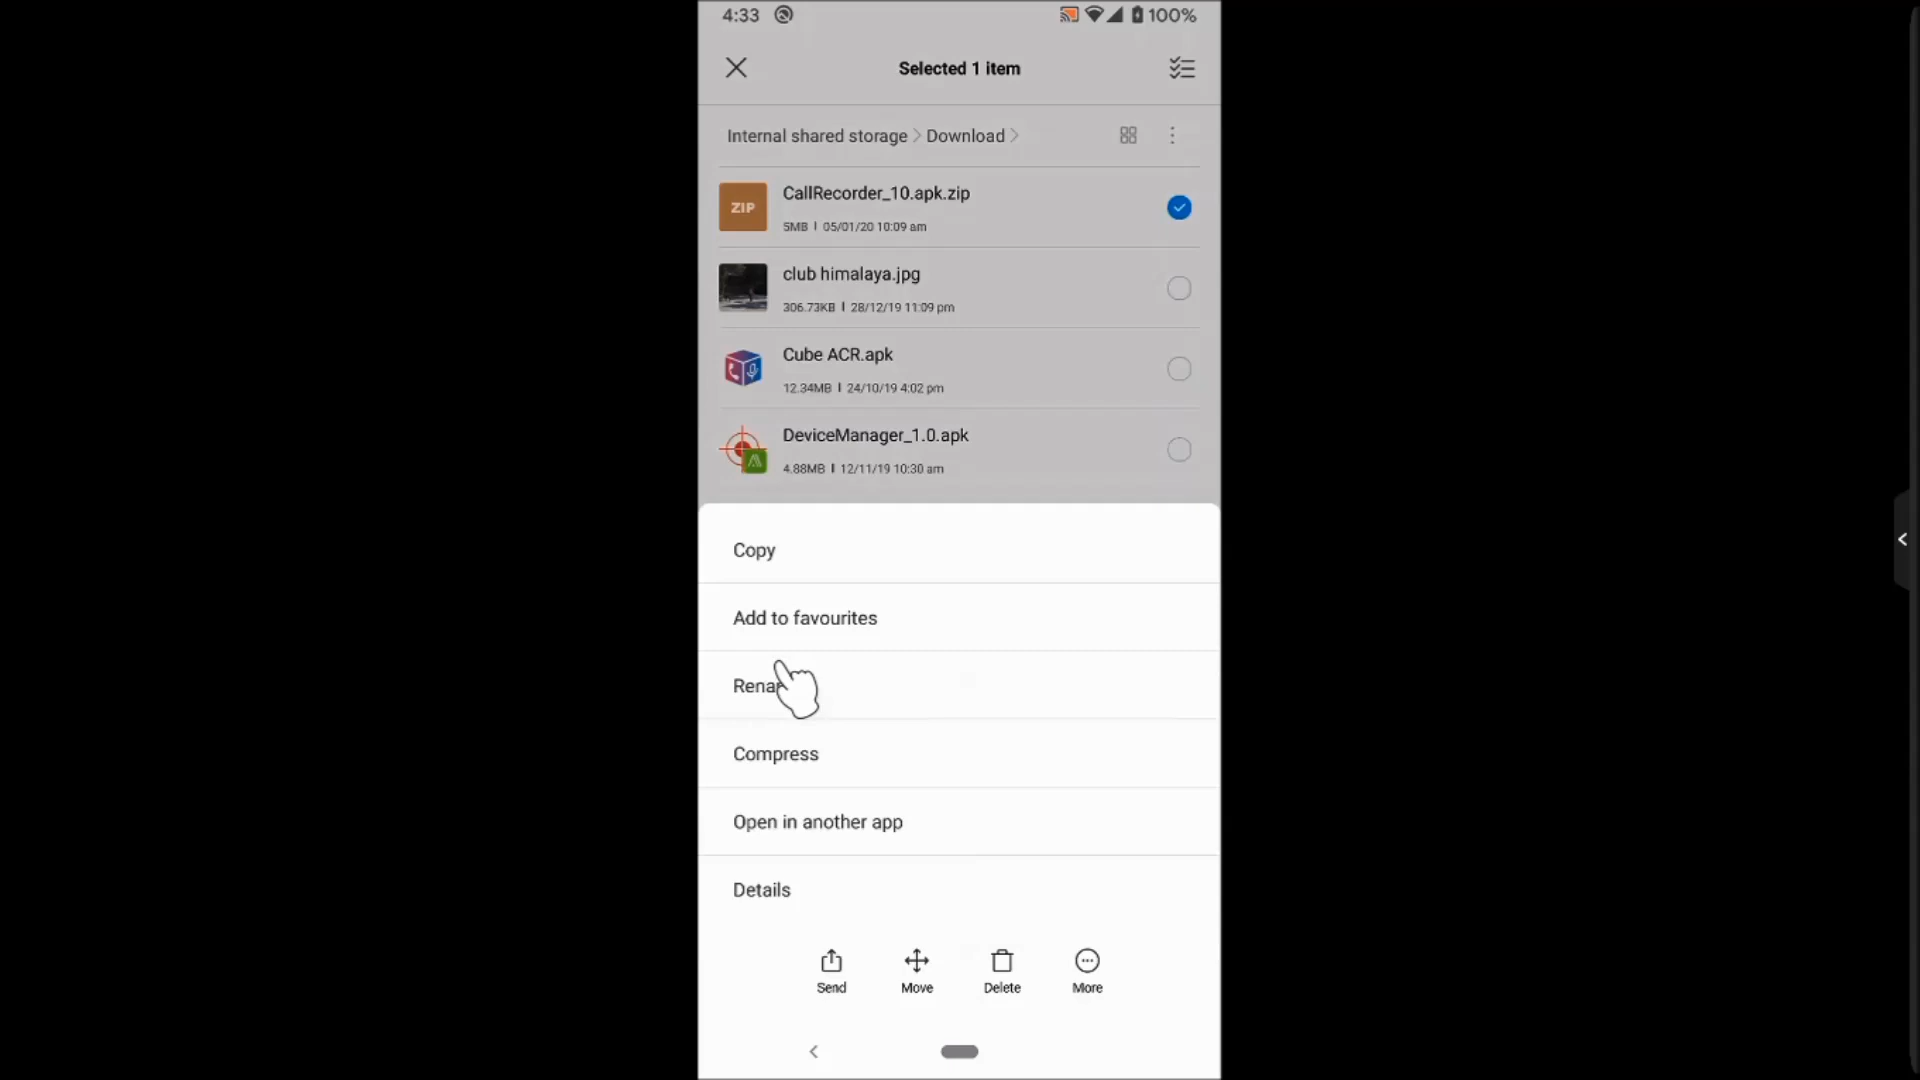 4:33
100%
Selected 1 item
Internal shared storage > Download >
ZIP
CallRecorder_10.apk.zip
5MB | 05/01/20 10:09 am
club himalaya.jpg
306.73KB | 28/12/19 11:09 pm
Cube ACR.apk
12.34MB | 24/10/19 4:02 pm
DeviceManager_1.0.apk
4.88MB | 12/11/19 10:30 am
Copy
Add to favourites
Rena
Compress
Open in another app
Details
Send Move Delete More